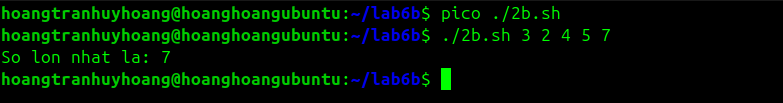 hoangtranhuyhoang@hoanghoangubuntu:~/lab6b$ pico ./2b.sh
hoangtranhuyhoang@hoanghoangubuntu:~/lab6b$ ./2b.sh 3 2 4 5 7
So lon nhat la: 7
hoangtranhuyhoang@hoanghoangubuntu:~/lab6b$